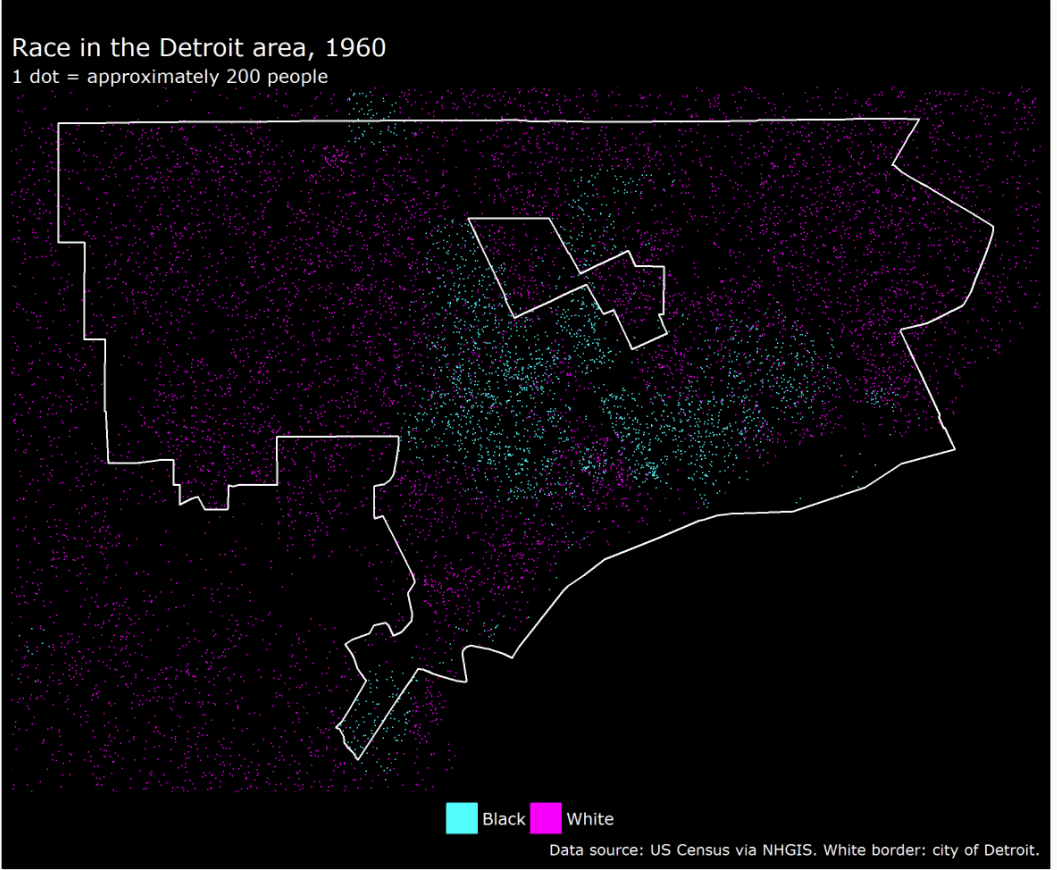 Race in the Detroit area, 1960
1 dot = approximately 200 people
Black White
Data source: US Census via NHGIS. White border: city of Detroit.